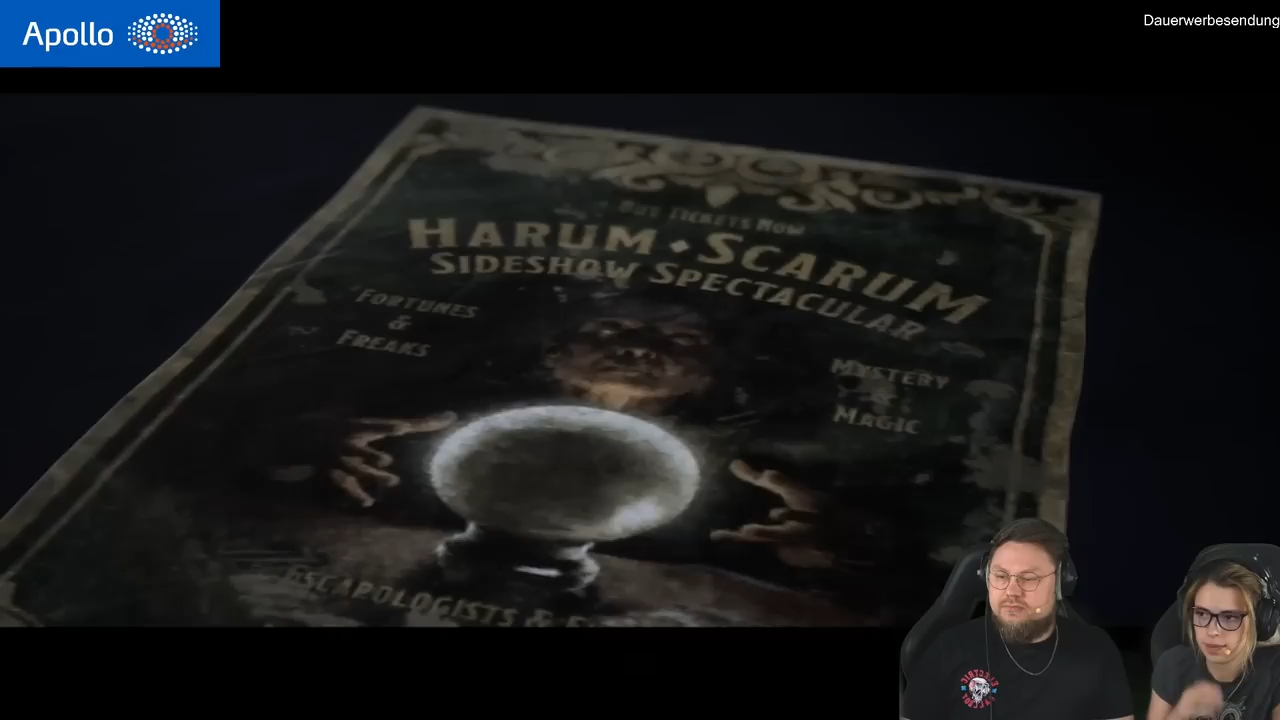 Apollo
Dauerwerbesendung
BUY TICKETS NOW
HARUM • SCARUM
SIDESHOW SPECTACULAR
FORTUNES
&
FREAKS
MYSTERY
&
MAGIC
ESCAPOLOGISTS &